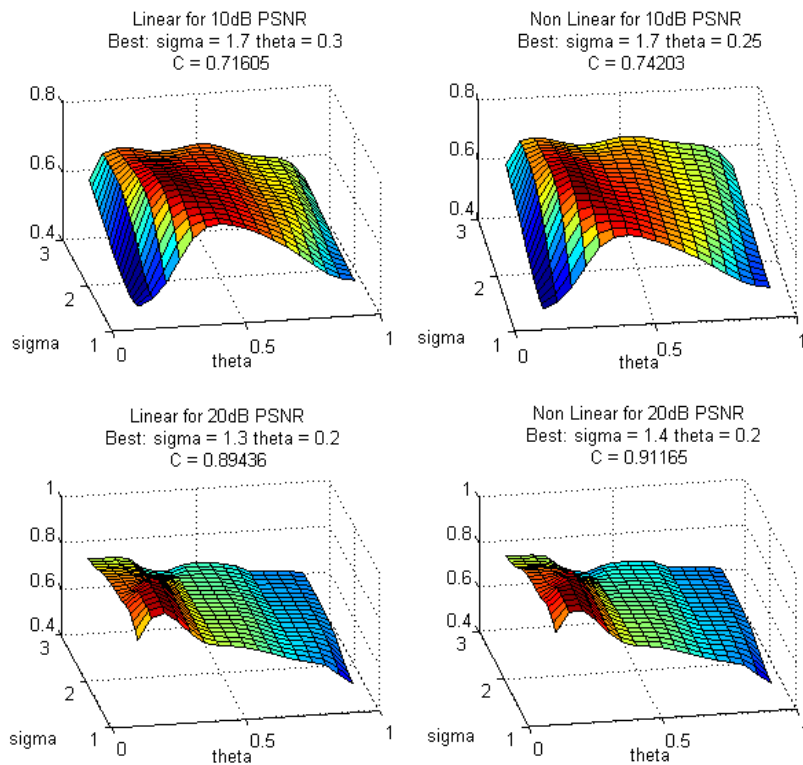 Linear for 10dB PSNR
Best: sigma = 1.7 theta = 0.3
C = 0.71605
0.8
0.6
0.4
3
2
1
sigma
0
0.5
1
theta
Non Linear for 10dB PSNR
Best: sigma = 1.7 theta = 0.25
C = 0.74203
0.8
0.6
0.4
3
2
1
sigma
0
0.5
1
theta
Linear for 20dB PSNR
Best: sigma = 1.3 theta = 0.2
C = 0.89436
1
0.8
0.6
0.4
3
2
1
sigma
0
0.5
1
theta
Non Linear for 20dB PSNR
Best: sigma = 1.4 theta = 0.2
C = 0.91165
1
0.8
0.6
0.4
3
2
1
sigma
0
0.5
1
theta